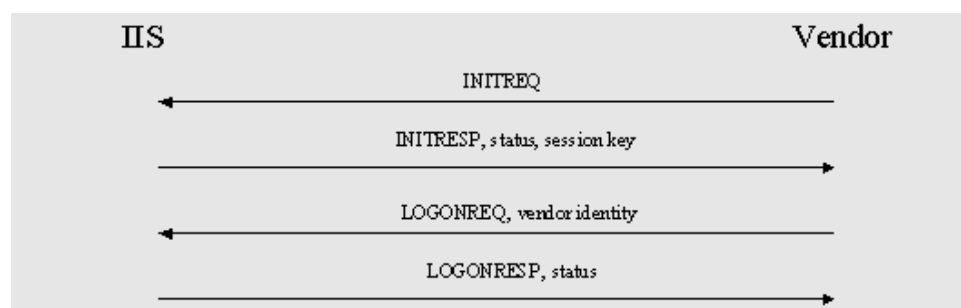 IIS Vendor
INITREQ
INITRESP, status, session key
LOGONREQ, vendor identity
LOGONRESP, status